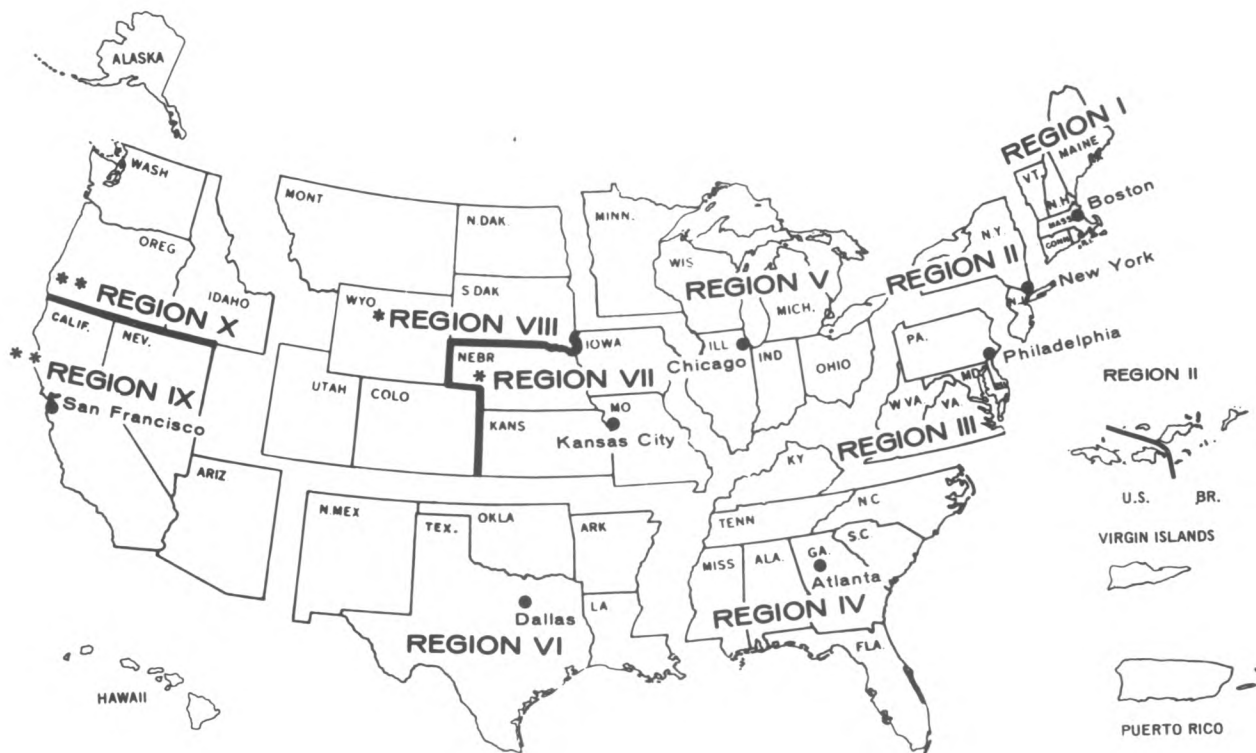 ALASKA
WASH
OREG
IDAHO
MONT
N.DAK.
S.DAK
MINN.
WIS
MICH.
REGION I
MAINE
VT.
N.H.
MASS
CONN.
R.I.
Boston
N.Y.
REGION II
New York
N.J.
** REGION X
CALIF.
NEV.
** REGION IX
San Francisco
WYO
* REGION VIII
NEBR
* REGION VII
IOWA
REGION V
ILL
Chicago
IND
OHIO
PA.
Philadelphia
MD.
W.VA.
VA.
REGION III
UTAH
COLO
KANS
MO
Kansas City
KY
TENN
N.C
S.C
ARIZ
N.MEX
TEX.
OKLA
ARK
LA
Dallas
REGION VI
MISS
ALA.
GA.
Atlanta
REGION IV
FLA.
HAWAII
REGION II
U.S. BR.
VIRGIN ISLANDS
PUERTO RICO